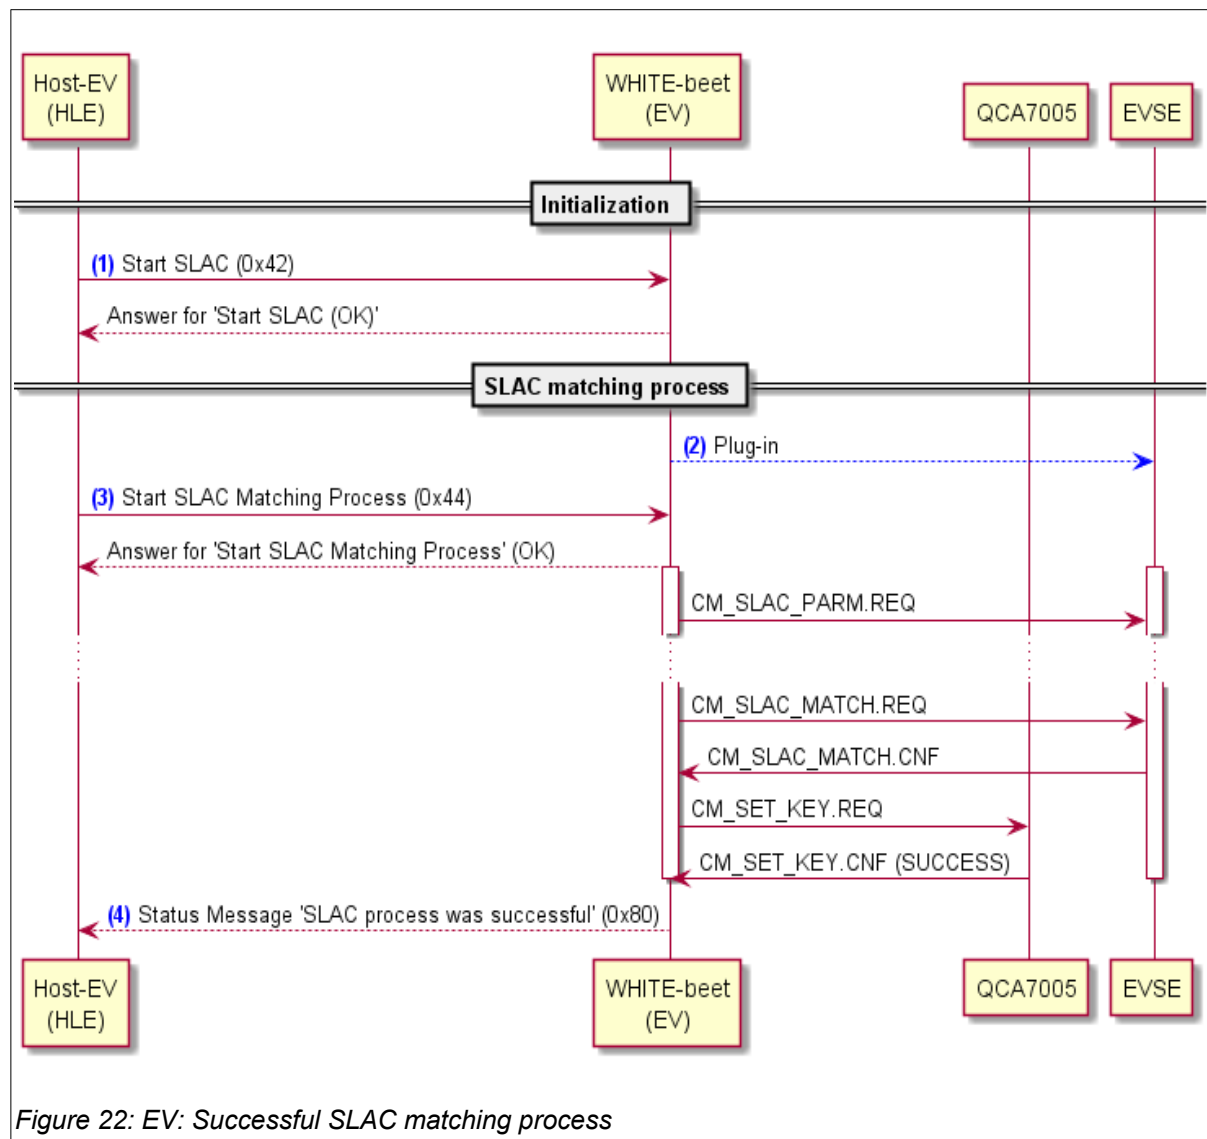 Host-EV
(HLE)
WHITE-beet
(EV)
QCA7005
EVSE
Initialization
(1) Start SLAC (0x42)
Answer for 'Start SLAC (OK)'
SLAC matching process
(2) Plug-in
(3) Start SLAC Matching Process (0x44)
Answer for 'Start SLAC Matching Process' (OK)
CM_SLAC_PARM.REQ
CM_SLAC_MATCH.REQ
CM_SLAC_MATCH.CNF
CM_SET_KEY.REQ
CM_SET_KEY.CNF (SUCCESS)
(4) Status Message 'SLAC process was successful' (0x80)
Host-EV
(HLE)
WHITE-beet
(EV)
QCA7005
EVSE
Figure 22: EV: Successful SLAC matching process